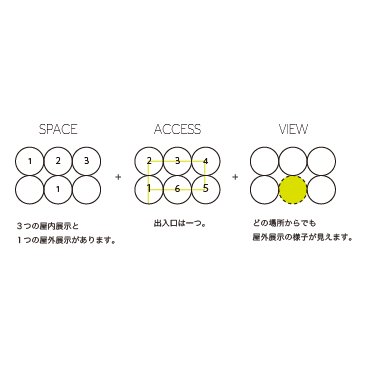 SPACE
ACCESS
VIEW
1 2 3
1
+
2 3 4
1 6 5
+
３つの屋内展示と
１つの屋外展示があります。
出入口は一つ。
どの場所からでも
屋外展示の様子が見えます。